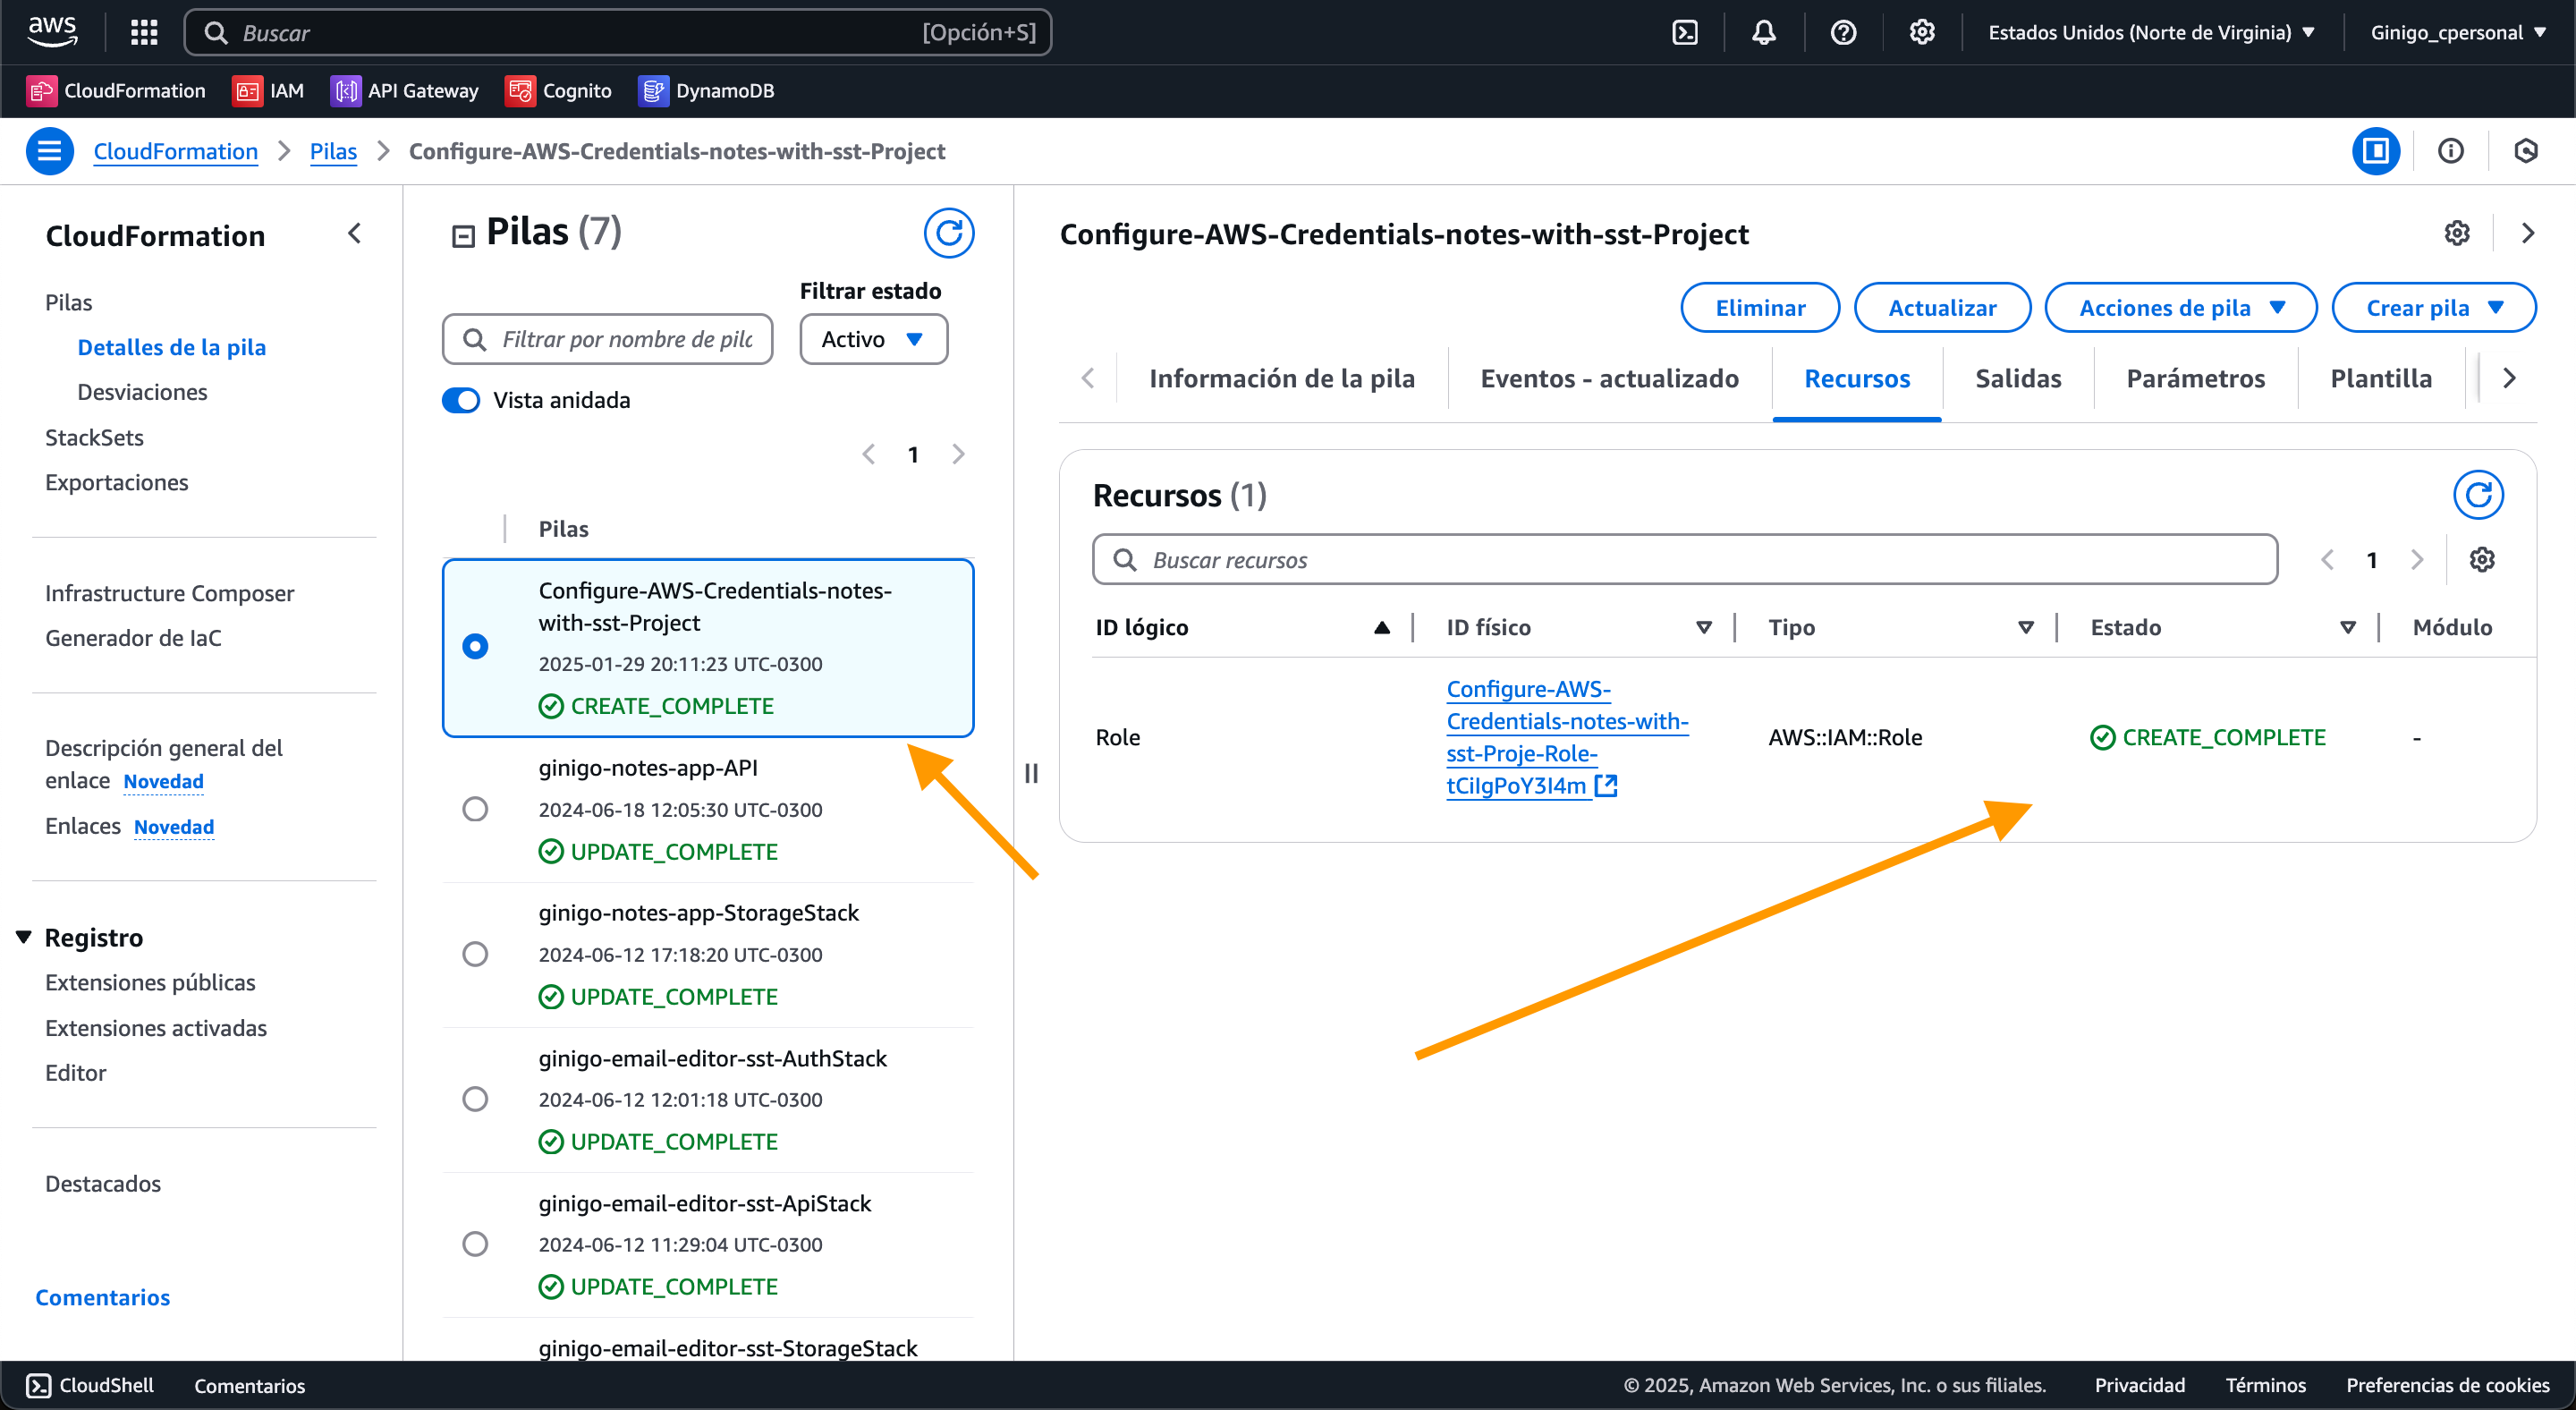 aws
Buscar
[Opción+S]
Estados Unidos (Norte de Virginia)
Ginigo_cpersonal
CloudFormation
IAM
API Gateway
Cognito
DynamoDB
CloudFormation
Pilas
Configure-AWS-Credentials-notes-with-sst-Project
CloudFormation
Pilas
Detalles de la pila
Desviaciones
StackSets
Exportaciones
Infrastructure Composer
Generador de IaC
Descripción general del
enlace Novedad
Enlaces Novedad
Registro
Extensiones públicas
Extensiones activadas
Editor
Destacados
Comentarios
Pilas (7)
Filtrar estado
Filtrar por nombre de pila
Activo
Vista anidada
1
Pilas
Configure-AWS-Credentials-notes-
with-sst-Project
2025-01-29 20:11:23 UTC-0300
CREATE_COMPLETE
ginigo-notes-app-API
2024-06-18 12:05:30 UTC-0300
UPDATE_COMPLETE
ginigo-notes-app-StorageStack
2024-06-12 17:18:20 UTC-0300
UPDATE_COMPLETE
ginigo-email-editor-sst-AuthStack
2024-06-12 12:01:18 UTC-0300
UPDATE_COMPLETE
ginigo-email-editor-sst-ApiStack
2024-06-12 11:29:04 UTC-0300
UPDATE_COMPLETE
ginigo-email-editor-sst-StorageStack
Configure-AWS-Credentials-notes-with-sst-Project
Eliminar
Actualizar
Acciones de pila
Crear pila
Información de la pila
Eventos - actualizado
Recursos
Salidas
Parámetros
Plantilla
Recursos (1)
Buscar recursos
1
ID lógico
ID físico
Tipo
Estado
Módulo
Role
Configure-AWS-
Credentials-notes-with-
sst-Proje-Role-
tCiIgPoY3I4m
AWS::IAM::Role
CREATE_COMPLETE
-
CloudShell
Comentarios
© 2025, Amazon Web Services, Inc. o sus filiales.
Privacidad
Términos
Preferencias de cookies